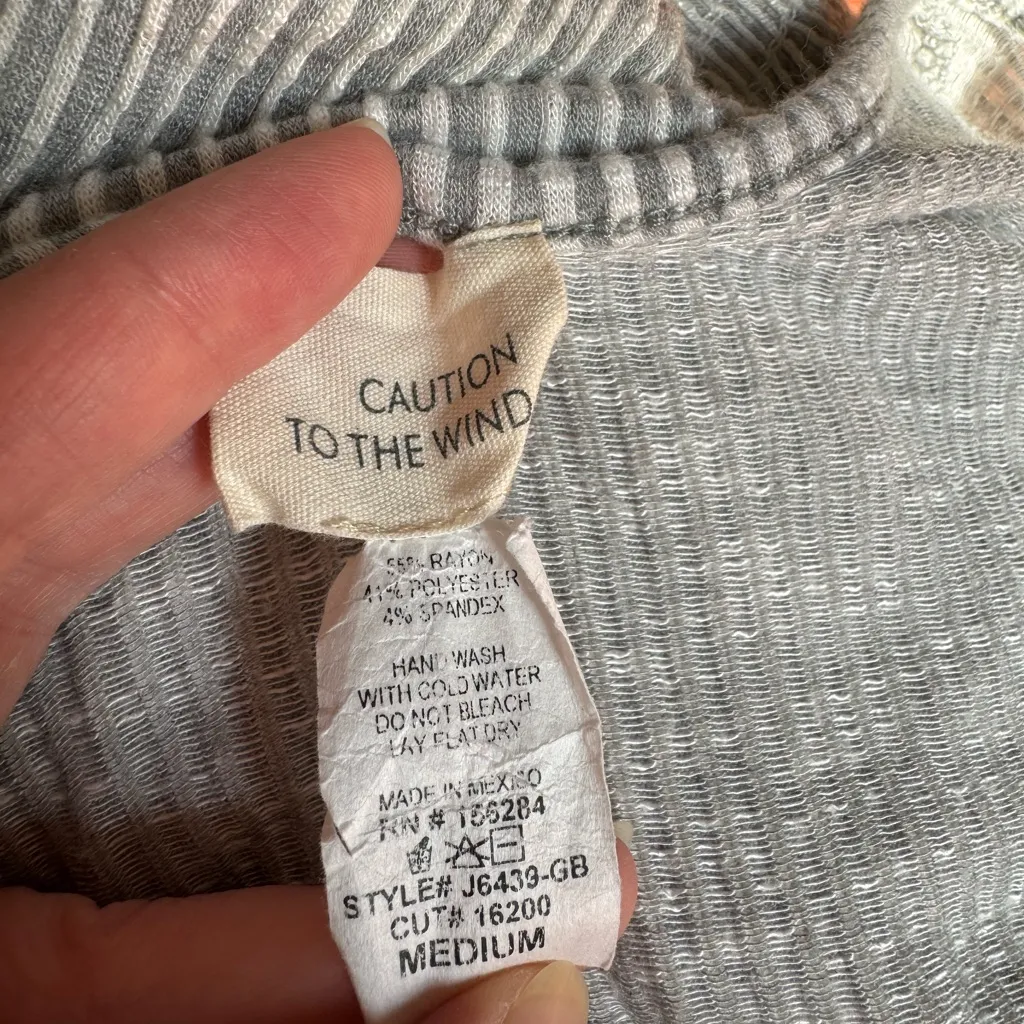 CAUTION
TO THE WIND
55% RAYON
41% POLYESTER
4% SPANDEX
HAND WASH
WITH COLD WATER
DO NOT BLEACH
LAY FLAT DRY
MADE IN MEXICO
RN # 156284
STYLE# J6439-GB
CUT# 16200
MEDIUM